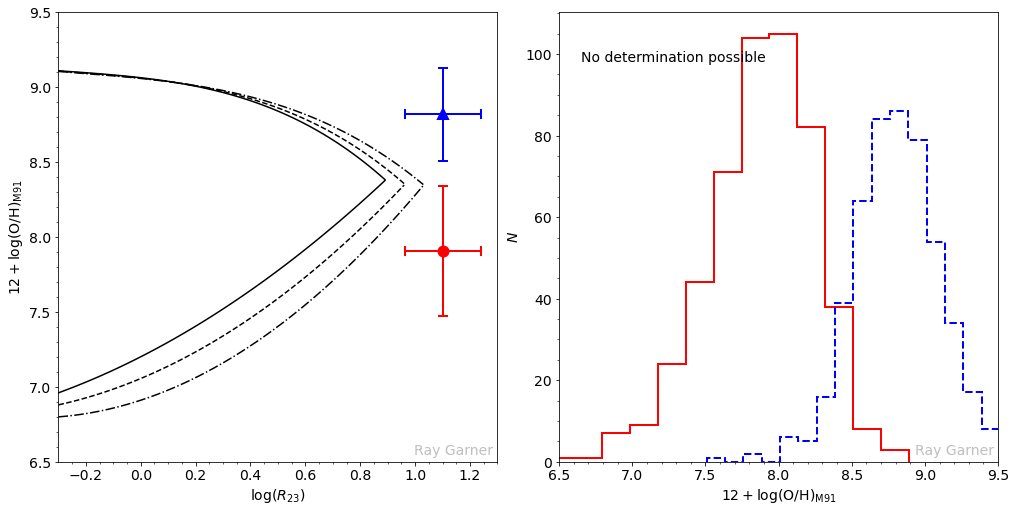 9.5
9.0
8.5
8.0
7.5
7.0
6.5
12 + log(O/H)M91
−0.2 0.0 0.2 0.4 0.6 0.8 1.0 1.2
log(R23)
Ray Garner
No determination possible
100
80
60
40
20
0
N
6.5 7.0 7.5 8.0 8.5 9.0 9.5
12 + log(O/H)M91
Ray Garner